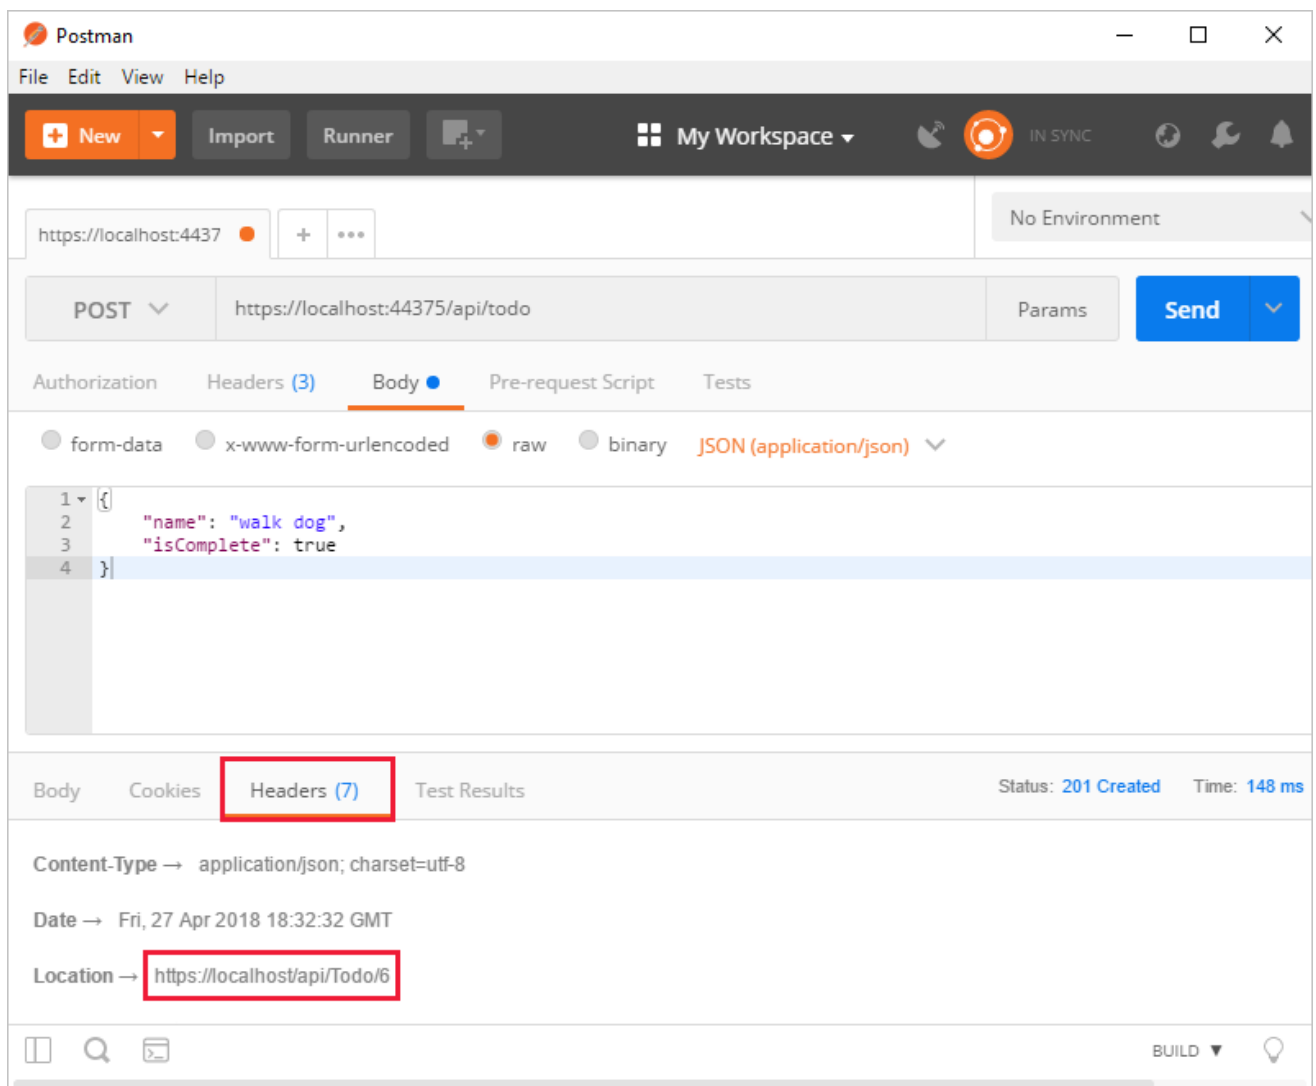 Postman
File Edit View Help
New Import Runner My Workspace IN SYNC
https://localhost:4437 + ••• No Environment
POST https://localhost:44375/api/todo Params Send
Authorization Headers (3) Body Pre-request Script Tests
form-data x-www-form-urlencoded raw binary JSON (application/json)
1 {
2 "name": "walk dog",
3 "isComplete": true
4 }
Body Cookies Headers (7) Test Results Status: 201 Created Time: 148 ms
Content-Type → application/json; charset=utf-8
Date → Fri, 27 Apr 2018 18:32:32 GMT
Location → https://localhost/api/Todo/6
BUILD ▼